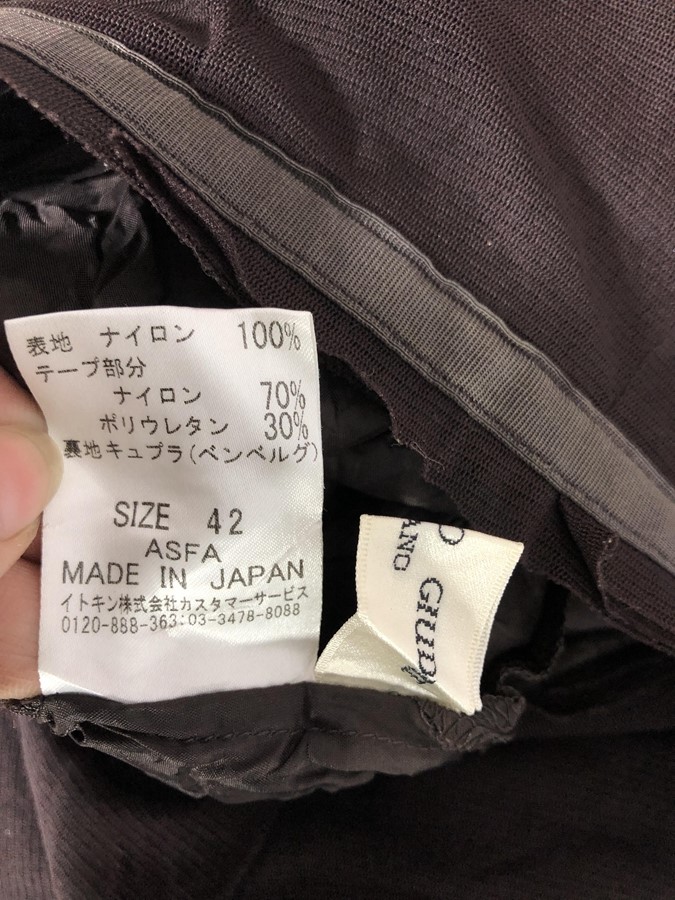 表地 ナイロン 100%
テープ部分
ナイロン 70%
ポリウレタン 30%
裏地キュプラ(ベンベルグ)
SIZE 42
ASFA
MADE IN JAPAN
イトキン株式会社カスタマーサービス
0120-888-363:03-3478-8088